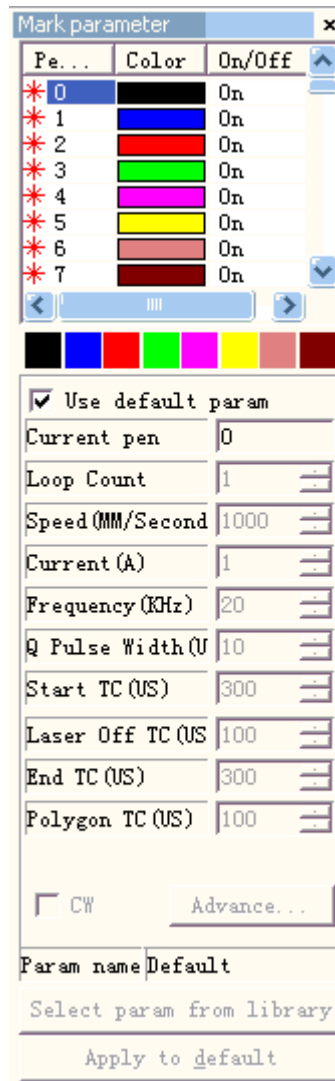 Mark parameter
Pe... Color On/Off
0 On
1 On
2 On
3 On
4 On
5 On
6 On
7 On
Use default param
Current pen 0
Loop Count 1
Speed(MM/Second 1000
Current(A) 1
Frequency(KHz) 20
Q Pulse Width(U 10
Start TC(US) 300
Laser Off TC(US 100
End TC(US) 300
Polygon TC(US) 100
CW Advance...
Param name Default
Select param from library
Apply to default